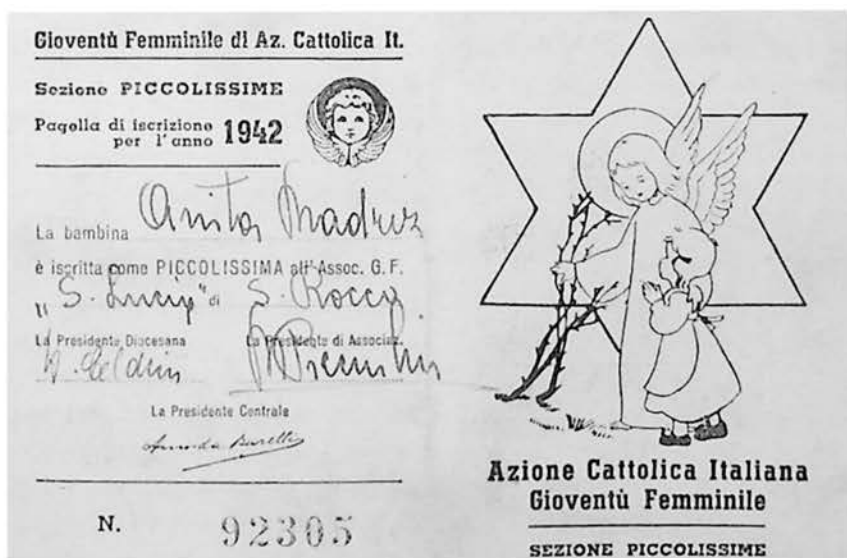 Gioventù Femminile di Az. Cattolica It.
Sezione PICCOLISSIME
Pagella di iscrizione
per l'anno 1942
La bambina Anita
è iscritta come PICCOLISSIMA all'Assoc. G. F.
"S. Lucia" di S. Rocco
La Presidente Diocesana La Presidente di Associaz.
La Presidente Centrale
Armida Barelli
N. 92305
Azione Cattolica Italiana
Gioventù Femminile
SEZIONE PICCOLISSIME